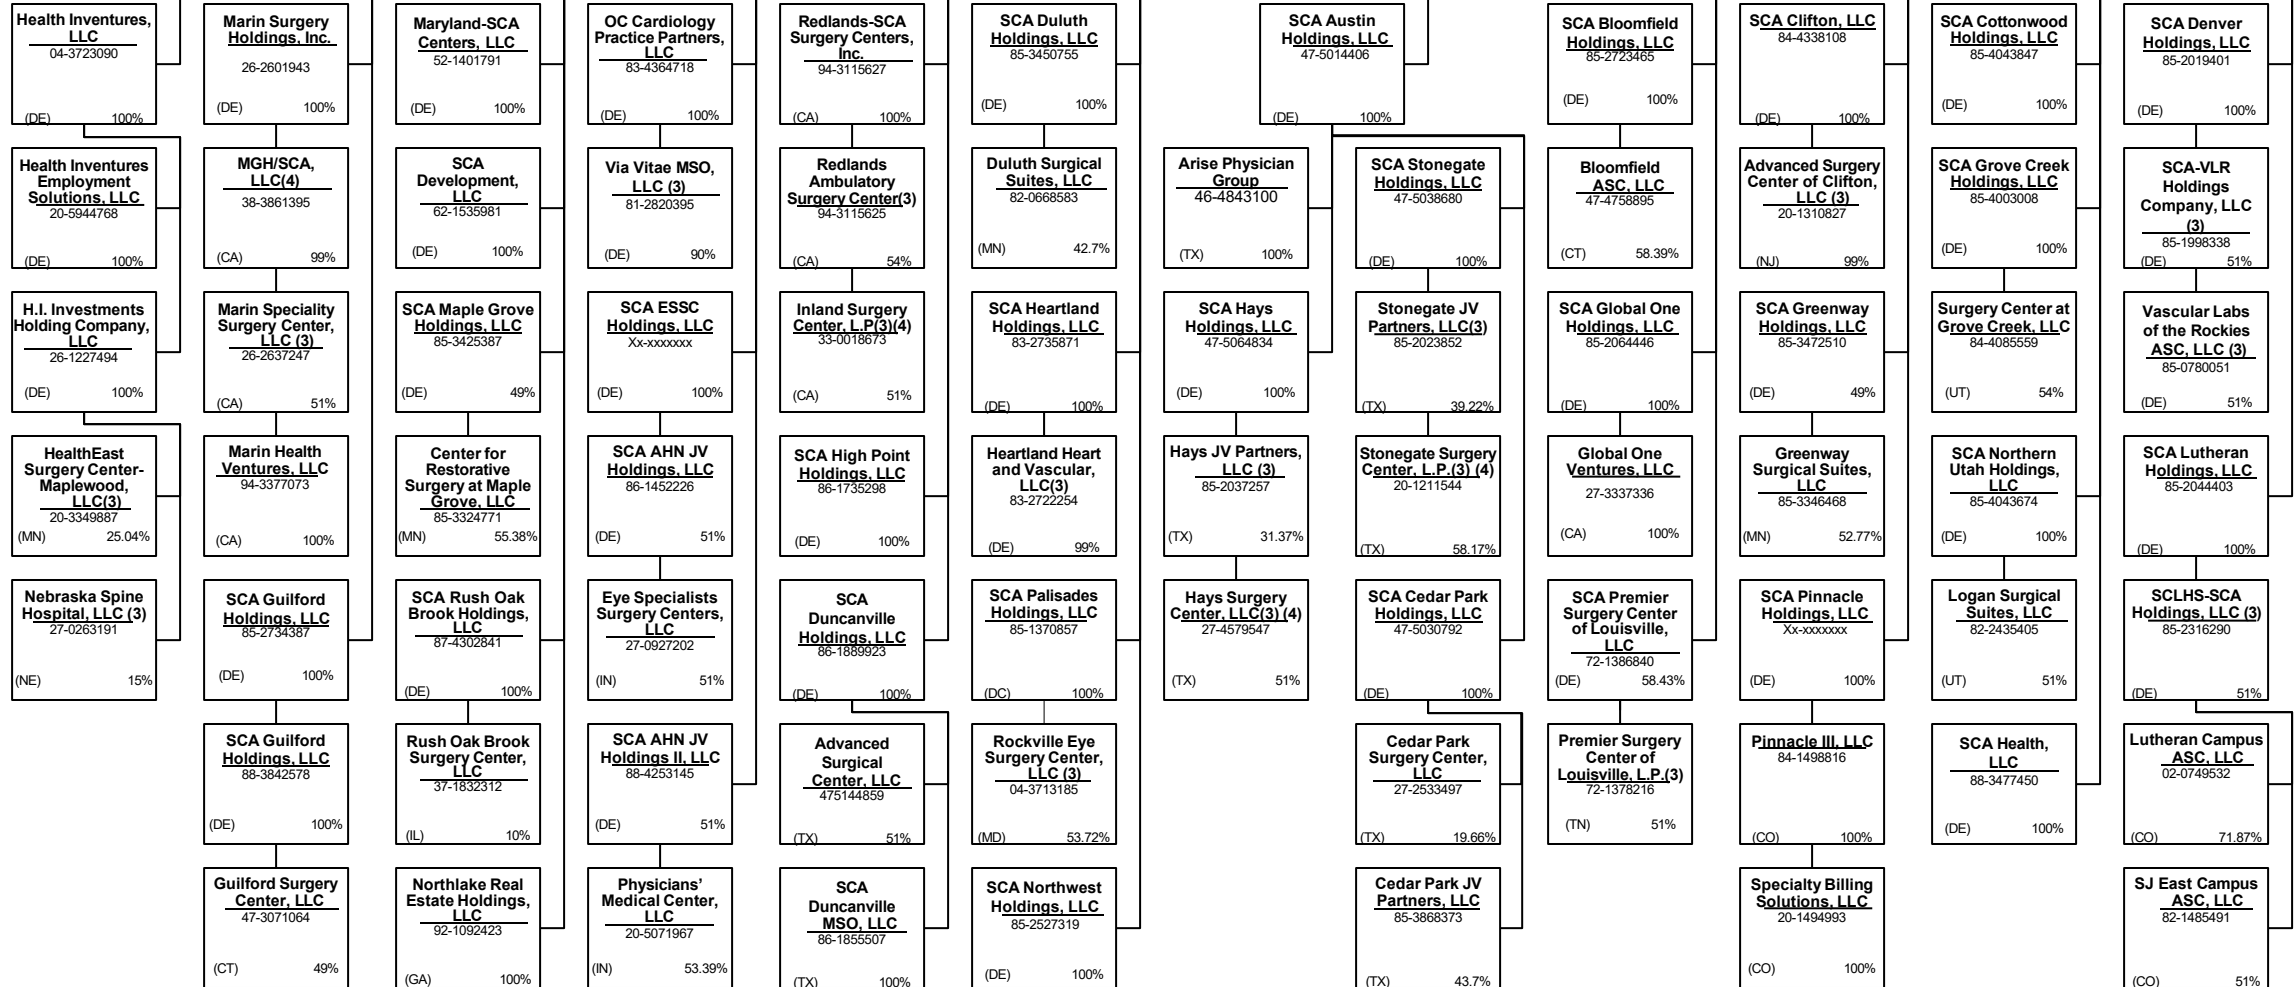 Health Inventures,
LLC
04-3723090
(DE) 100%
Health Inventures
Employment
Solutions, LLC
20-5944768
(DE) 100%
H.I. Investments
Holding Company,
LLC
26-1227494
(DE) 100%
HealthEast
Surgery Center-
Maplewood,
LLC(3)
20-3349887
(MN) 25.04%
Nebraska Spine
Hospital, LLC (3)
27-0263191
(NE) 15%
Marin Surgery
Holdings, Inc.
26-2601943
(DE) 100%
MGH/SCA,
LLC(4)
38-3861395
(CA) 99%
Marin Speciality
Surgery Center,
LLC (3)
26-2637247
(CA) 51%
Marin Health
Ventures, LLC
94-3377073
(CA) 100%
SCA Guilford
Holdings, LLC
85-2734387
(DE) 100%
SCA Guilford
Holdings, LLC
88-3842578
(DE) 100%
Guilford Surgery
Center, LLC
47-3071064
(CT) 49%
Maryland-SCA
Centers, LLC
52-1401791
(DE) 100%
SCA
Development,
LLC
62-1535981
(DE) 100%
SCA Maple Grove
Holdings, LLC
85-3425387
(DE) 49%
Center for
Restorative
Surgery at Maple
Grove, LLC
85-3324771
(MN) 55.38%
SCA Rush Oak
Brook Holdings,
LLC
87-4302841
(DE) 100%
Rush Oak Brook
Surgery Center,
LLC
37-1832312
(IL) 10%
Northlake Real
Estate Holdings,
LLC
92-1092423
(GA) 100%
OC Cardiology
Practice Partners,
LLC
83-4364718
(DE) 100%
Via Vitae MSO,
LLC (3)
81-2820395
(DE) 90%
SCA ESSC
Holdings, LLC
Xx-xxxxxxx
(DE) 100%
SCA AHN JV
Holdings, LLC
86-1452226
(DE) 51%
Eye Specialists
Surgery Centers,
LLC
27-0927202
(IN) 51%
SCA AHN JV
Holdings II, LLC
88-4253145
(DE) 51%
Physicians’
Medical Center,
LLC
20-5071967
(IN) 53.39%
Redlands-SCA
Surgery Centers,
Inc.
94-3115627
(CA) 100%
Redlands
Ambulatory
Surgery Center(3)
94-3115625
(CA) 54%
Inland Surgery
Center, L.P(3)(4)
33-0018673
(CA) 51%
SCA High Point
Holdings, LLC
86-1735298
(DE) 100%
SCA
Duncanville
Holdings, LLC
86-1889923
(DE) 100%
Advanced
Surgical
Center, LLC
475144859
(TX) 51%
SCA
Duncanville
MSO, LLC
86-1855507
(TX) 100%
SCA Duluth
Holdings, LLC
85-3450755
(DE) 100%
Duluth Surgical
Suites, LLC
82-0668583
(MN) 42.7%
SCA Heartland
Holdings, LLC
83-2735871
(DE) 100%
Heartland Heart
and Vascular,
LLC(3)
83-2722254
(DE) 99%
SCA Palisades
Holdings, LLC
85-1370857
(DC) 100%
Rockville Eye
Surgery Center,
LLC (3)
04-3713185
(MD) 53.72%
SCA Northwest
Holdings, LLC
85-2527319
(DE) 100%
SCA Austin
Holdings, LLC
47-5014406
(DE) 100%
Arise Physician
Group
46-4843100
(TX) 100%
SCA Hays
Holdings, LLC
47-5064834
(DE) 100%
Hays JV Partners,
LLC (3)
85-2037257
(TX) 31.37%
Hays Surgery
Center, LLC(3) (4)
27-4579547
(TX) 51%
SCA Stonegate
Holdings, LLC
47-5038680
(DE) 100%
Stonegate JV
Partners, LLC(3)
85-2023852
(TX) 39.22%
Stonegate Surgery
Center, L.P.(3) (4)
20-1211544
(TX) 58.17%
SCA Cedar Park
Holdings, LLC
47-5030792
(DE) 100%
Cedar Park
Surgery Center,
LLC
27-2533497
(TX) 19.66%
Cedar Park JV
Partners, LLC
85-3868373
(TX) 43.7%
SCA Bloomfield
Holdings, LLC
85-2723465
(DE) 100%
Bloomfield
ASC, LLC
47-4758895
(CT) 58.39%
SCA Global One
Holdings, LLC
85-2064446
(DE) 100%
Global One
Ventures, LLC
27-3337336
(CA) 100%
SCA Premier
Surgery Center
of Louisville,
LLC
72-1386840
(DE) 58.43%
Premier Surgery
Center of
Louisville, L.P.(3)
72-1378216
(TN) 51%
SCA Clifton, LLC
84-4338108
(DE) 100%
Advanced Surgery
Center of Clifton,
LLC (3)
20-1310827
(NJ) 99%
SCA Greenway
Holdings, LLC
85-3472510
(DE) 49%
Greenway
Surgical Suites,
LLC
85-3346468
(MN) 52.77%
SCA Pinnacle
Holdings, LLC
Xx-xxxxxxx
(DE) 100%
Pinnacle III, LLC
84-1498816
(CO) 100%
Specialty Billing
Solutions, LLC
20-1494993
(CO) 100%
SCA Cottonwood
Holdings, LLC
85-4043847
(DE) 100%
SCA Grove Creek
Holdings, LLC
85-4003008
(DE) 100%
Surgery Center at
Grove Creek, LLC
84-4085559
(UT) 54%
SCA Northern
Utah Holdings,
LLC
85-4043674
(DE) 100%
Logan Surgical
Suites, LLC
82-2435405
(UT) 51%
SCA Health,
LLC
88-3477450
(DE) 100%
SCA Denver
Holdings, LLC
85-2019401
(DE) 100%
SCA-VLR
Holdings
Company, LLC
(3)
85-1998338
(DE) 51%
Vascular Labs
of the Rockies
ASC, LLC (3)
85-0780051
(DE) 51%
SCA Lutheran
Holdings, LLC
85-2044403
(DE) 100%
SCLHS-SCA
Holdings, LLC (3)
85-2316290
(DE) 51%
Lutheran Campus
ASC, LLC
02-0749532
(CO) 71.87%
SJ East Campus
ASC, LLC
82-1485491
(CO) 51%